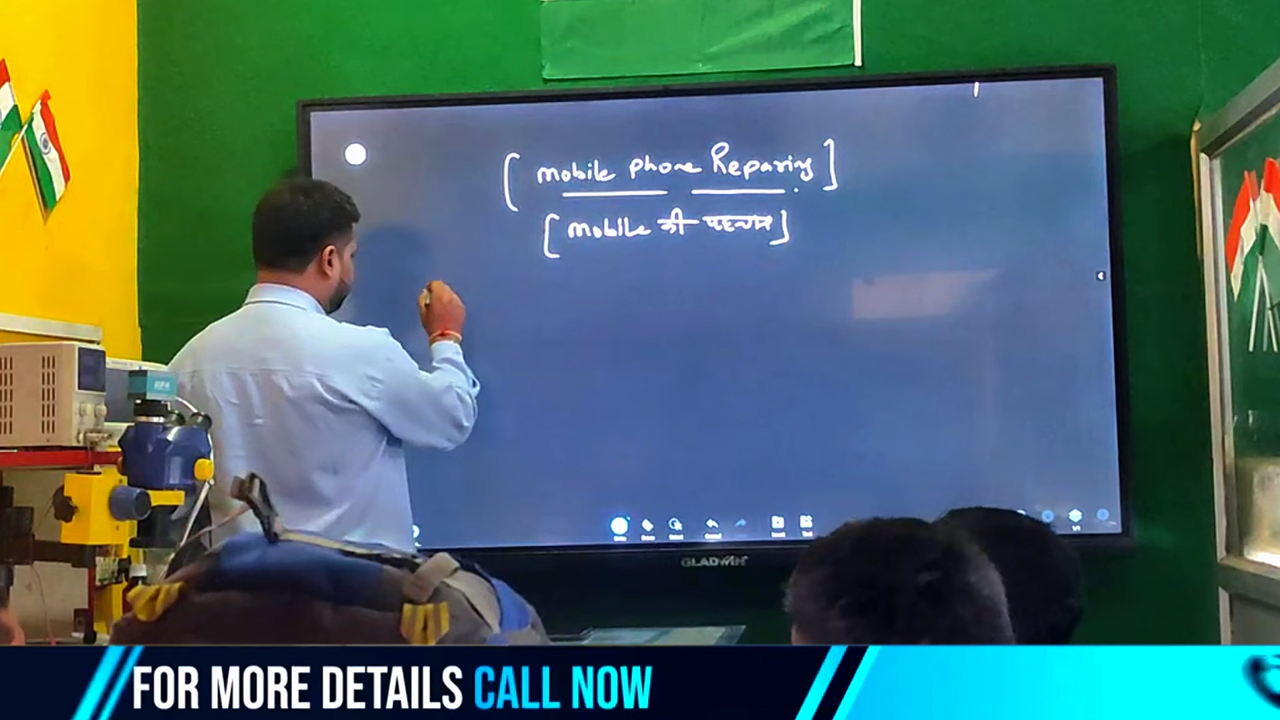 [ mobile phone Reparing ]
[ mobile की पहचान ]
GLADWIN
FOR MORE DETAILS CALL NOW